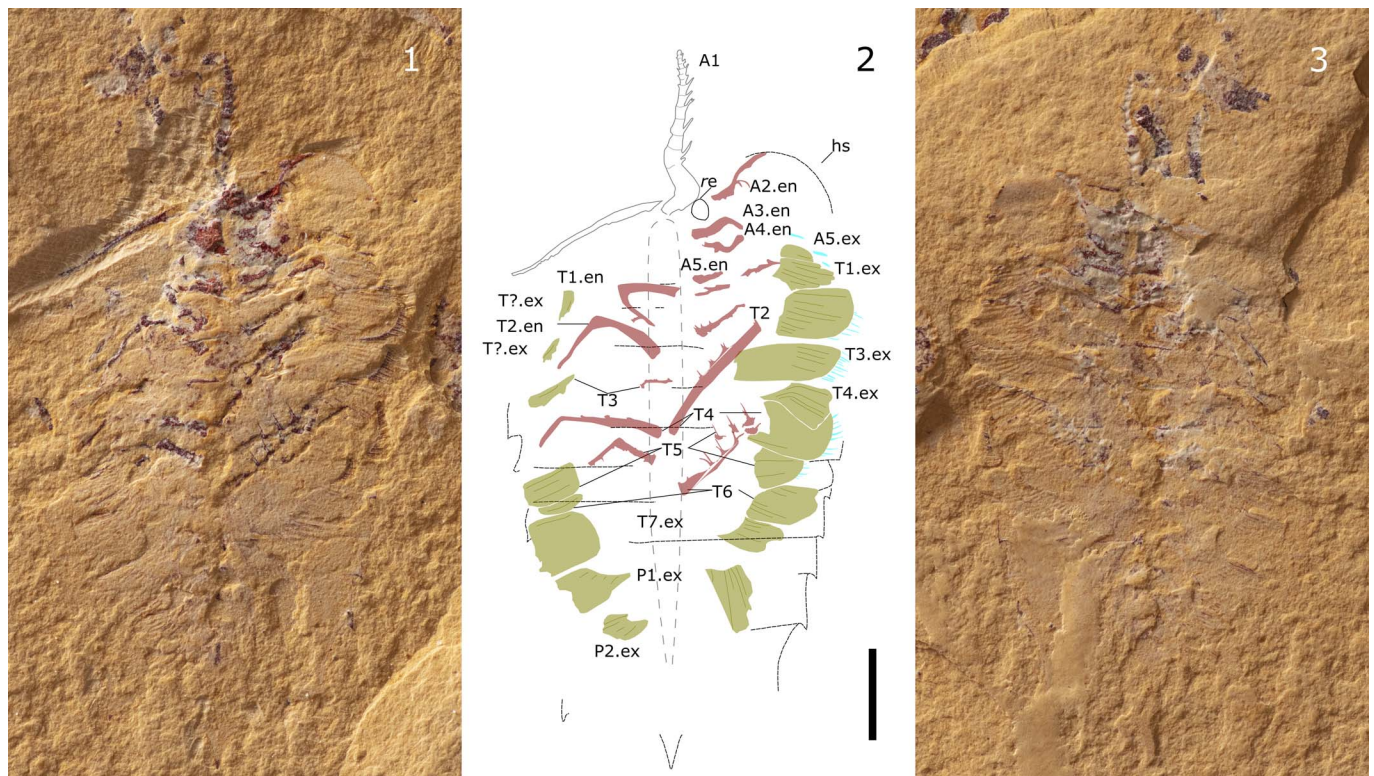 1
2
3
A1
hs
re
A2.en
A3.en
A4.en
A5.ex
A5.en
T1.ex
T1.en
T?.ex
T2.en
T2
T?.ex
T3.ex
T3
T4.ex
T4
T5
T6
T7.ex
P1.ex
P2.ex